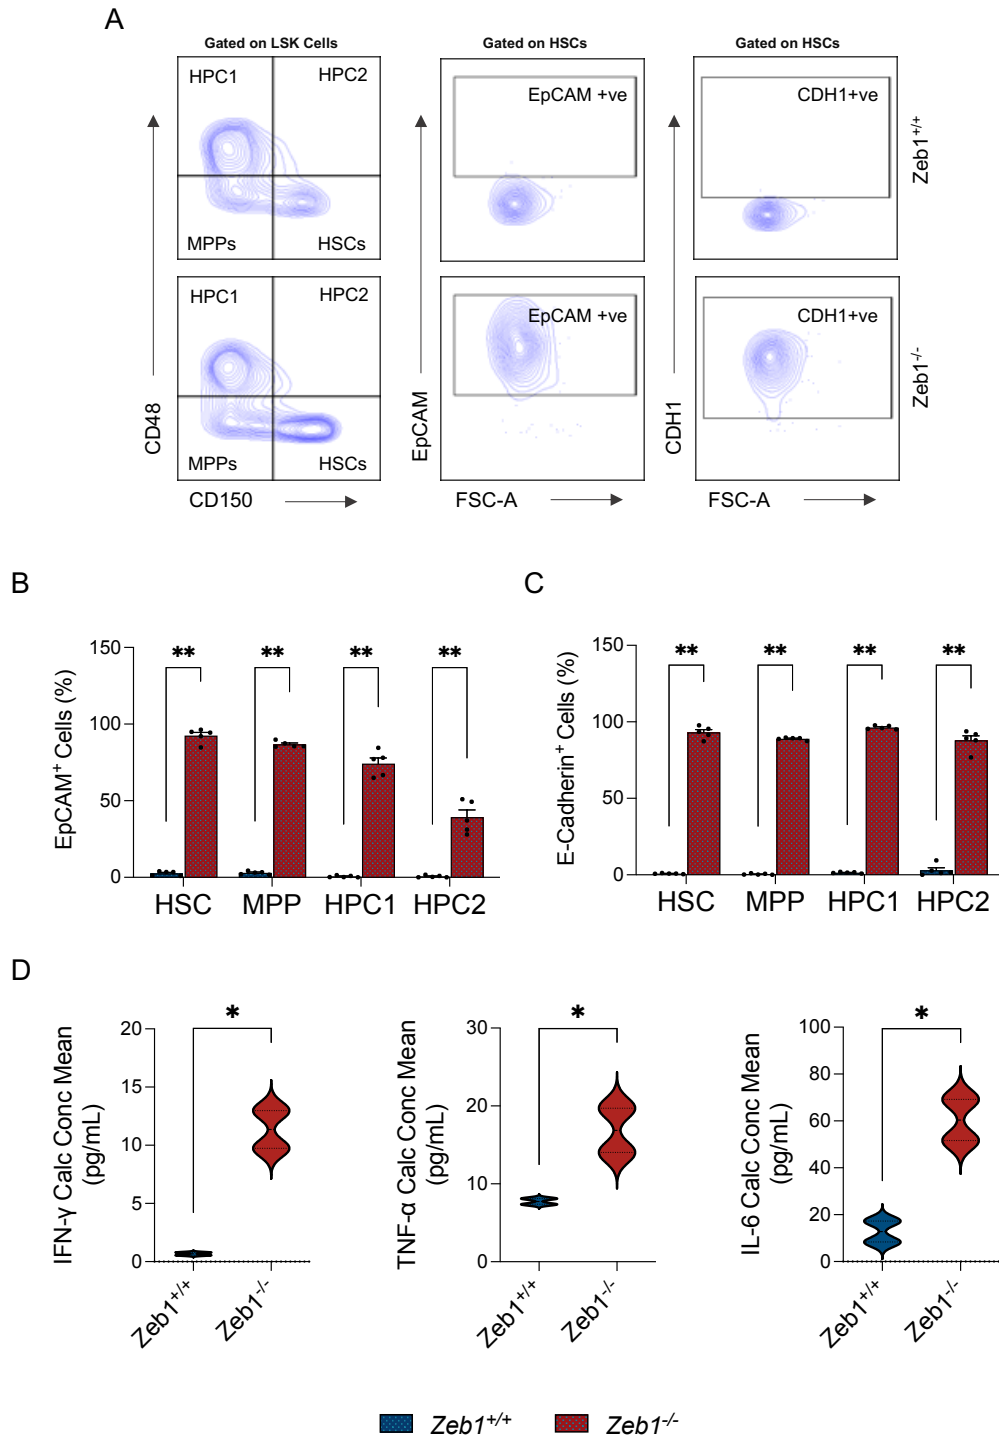 A
Gated on LSK Cells
Gated on HSCs
Gated on HSCs
HPC1
HPC2
EpCAM +ve
CDH1+ve
Zeb1+/+
MPPs
HSCs
HPC1
HPC2
EpCAM +ve
CDH1+ve
Zeb1-/-
MPPs
HSCs
CD48
EpCAM
CDH1
CD150
FSC-A
FSC-A
B
C
EpCAM+ Cells (%)
150
100
50
0
**
**
**
**
HSC
MPP
HPC1
HPC2
E-Cadherin+ Cells (%)
150
100
50
0
**
**
**
**
HSC
MPP
HPC1
HPC2
D
IFN-γ Calc Conc Mean
(pg/mL)
20
15
10
5
0
*
Zeb1+/+
Zeb1-/-
TNF-α Calc Conc Mean
(pg/mL)
30
20
10
0
*
Zeb1+/+
Zeb1-/-
IL-6 Calc Conc Mean
(pg/mL)
100
80
60
40
20
0
*
Zeb1+/+
Zeb1-/-
Zeb1+/+
Zeb1-/-